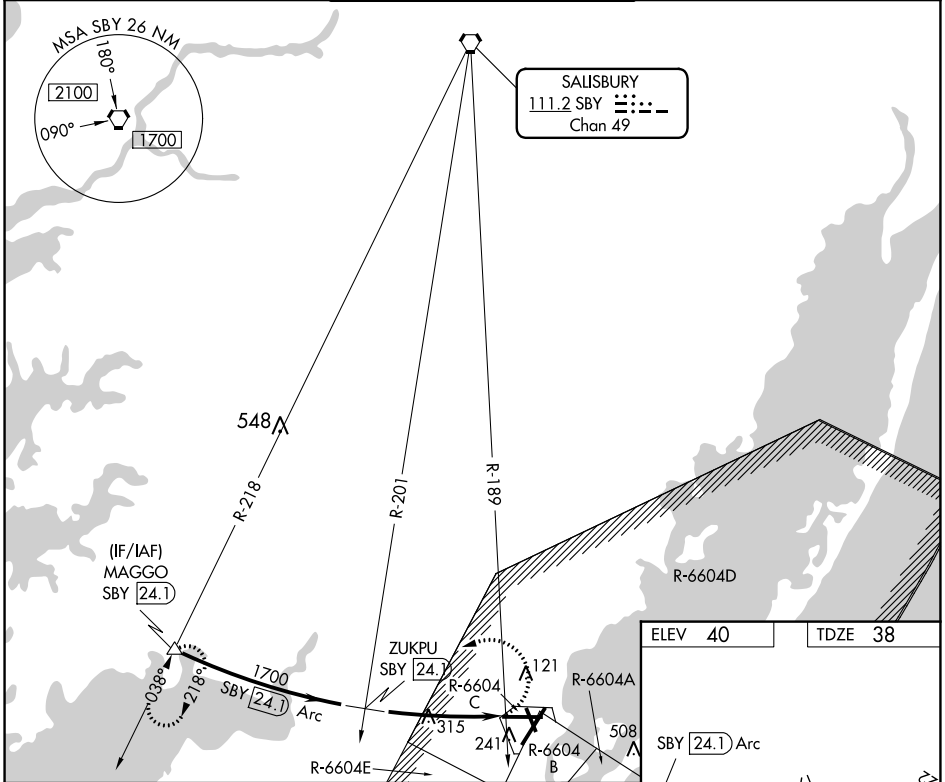 MSA SBY 26 NM
180°
2100
090°
1700
SALISBURY
111.2 SBY
Chan 49
548
R-218
R-201
R-189
(IF/IAF)
MAGGO
SBY 24.1
R-6604D
ELEV 40
TDZE 38
ZUKPU
SBY 24.1
1700
SBY 24.1 Arc
038°
218°
121
R-6604
C
R-6604A
315
241
R-6604
B
508
SBY 24.1 Arc
R-6604E